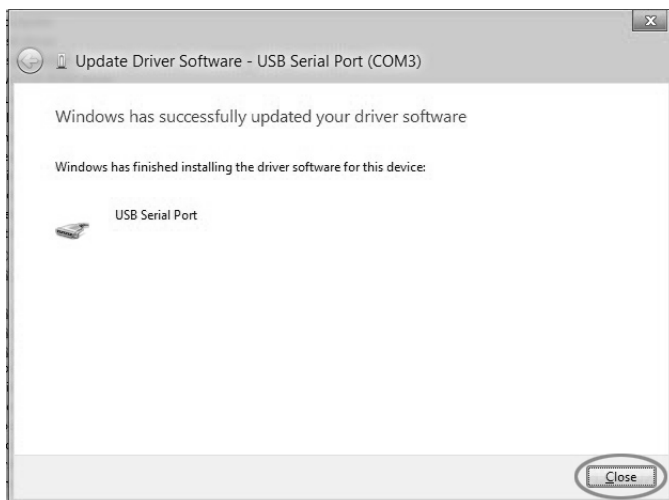 Update Driver Software - USB Serial Port (COM3)
Windows has successfully updated your driver software
Windows has finished installing the driver software for this device:
USB Serial Port
Close